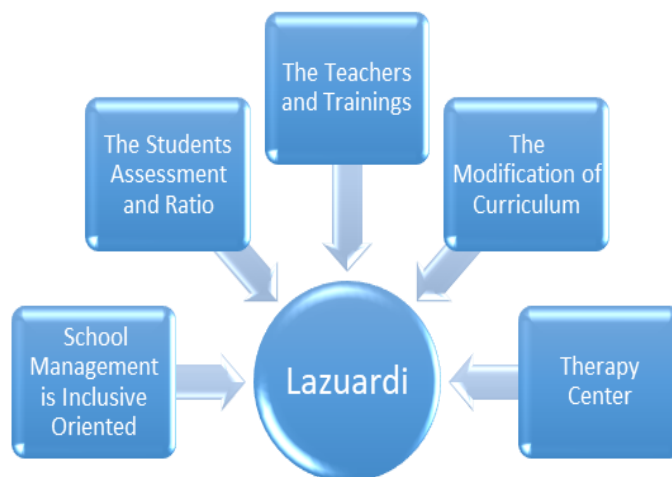 The Teachers
and Trainings
The Students
Assessment
and Ratio
The
Modification of
Curriculum
School
Management
is Inclusive
Oriented
Lazuardi
Therapy
Center